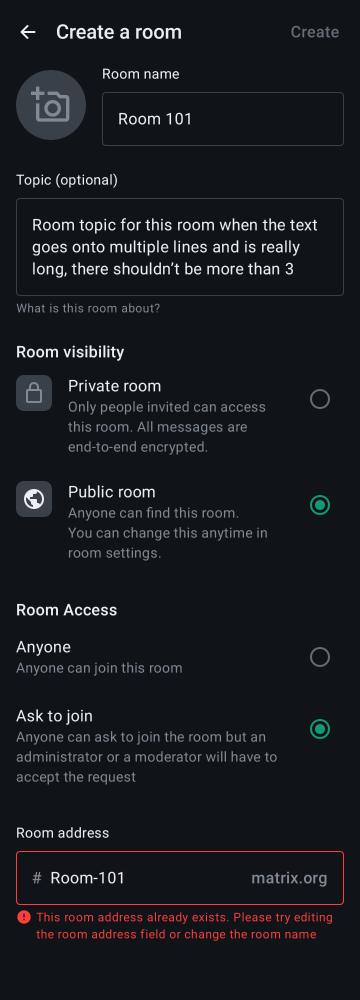 Create a room
Create
Room name
Room 101
Topic (optional)
Room topic for this room when the text
goes onto multiple lines and is really
long, there shouldn’t be more than 3
What is this room about?
Room visibility
Private room
Only people invited can access
this room. All messages are
end-to-end encrypted.
Public room
Anyone can find this room.
You can change this anytime in
room settings.
Room Access
Anyone
Anyone can join this room
Ask to join
Anyone can ask to join the room but an
administrator or a moderator will have to
accept the request
Room address
# Room-101 matrix.org
This room address already exists. Please try editing
the room address field or change the room name